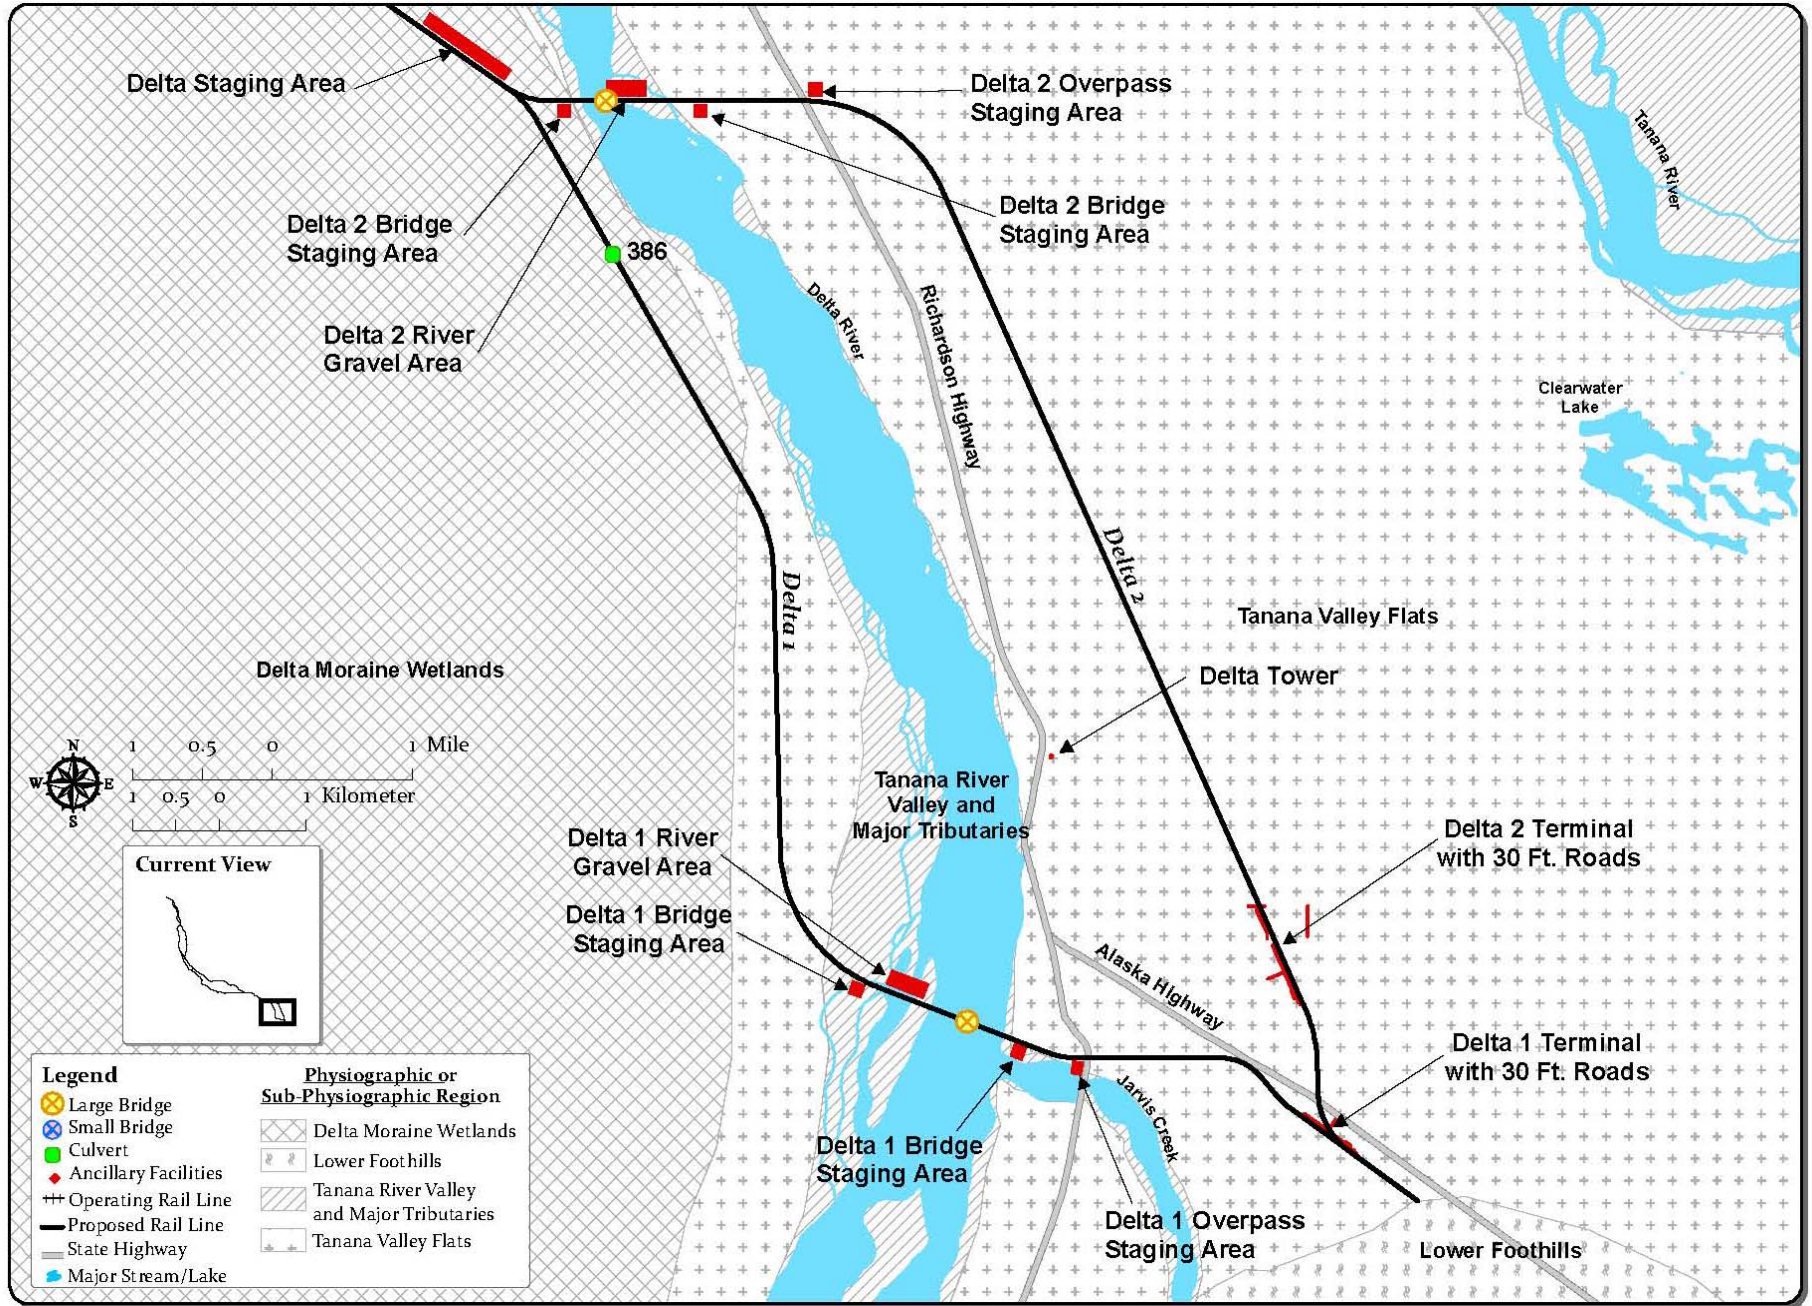 Delta Staging Area
Delta 2 Overpass
Staging Area
Tanana River
Delta 2 Bridge
Staging Area
Delta 2 Bridge
Staging Area
386
Delta River
Richardson Highway
Delta 2 River
Gravel Area
Clearwater
Lake
Delta 1
Delta 2
Tanana Valley Flats
Delta Moraine Wetlands
Delta Tower
N
W E
S
1 0.5 0 1 Mile
1 0.5 0 1 Kilometer
Tanana River
Valley and
Major Tributaries
Delta 1 River
Gravel Area
Delta 2 Terminal
with 30 Ft. Roads
Delta 1 Bridge
Staging Area
Alaska Highway
Current View
Delta 1 Terminal
with 30 Ft. Roads
Jarvis Creek
Delta 1 Bridge
Staging Area
Delta 1 Overpass
Staging Area
Lower Foothills
Legend
Large Bridge
Small Bridge
Culvert
Ancillary Facilities
Operating Rail Line
Proposed Rail Line
State Highway
Major Stream/Lake
Physiographic or
Sub-Physiographic Region
Delta Moraine Wetlands
Lower Foothills
Tanana River Valley
and Major Tributaries
Tanana Valley Flats